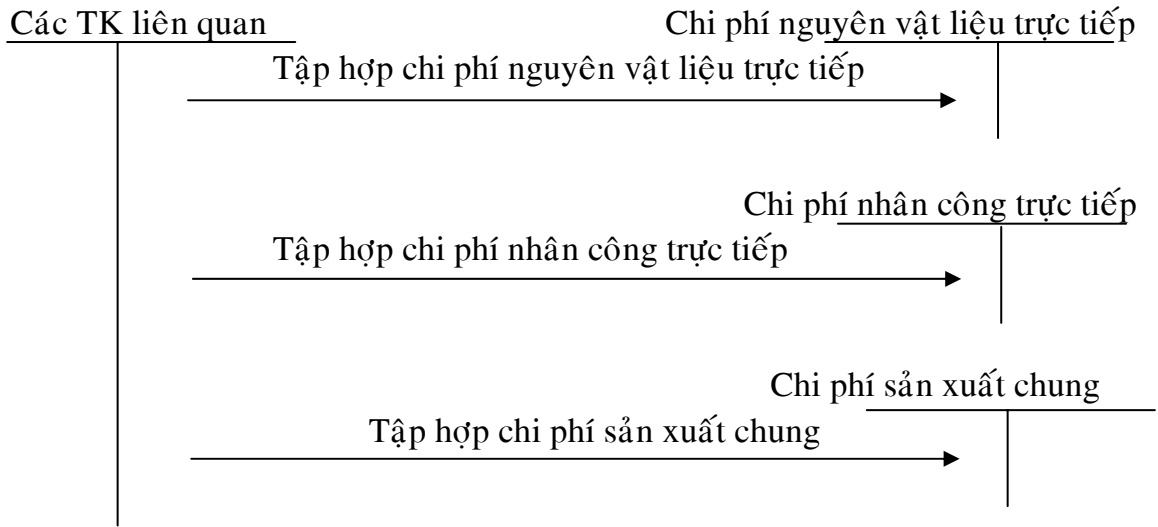 Các TK liên quan
Chi phí nguyên vật liệu trực tiếp
Tập hợp chi phí nguyên vật liệu trực tiếp
Chi phí nhân công trực tiếp
Tập hợp chi phí nhân công trực tiếp
Chi phí sản xuất chung
Tập hợp chi phí sản xuất chung